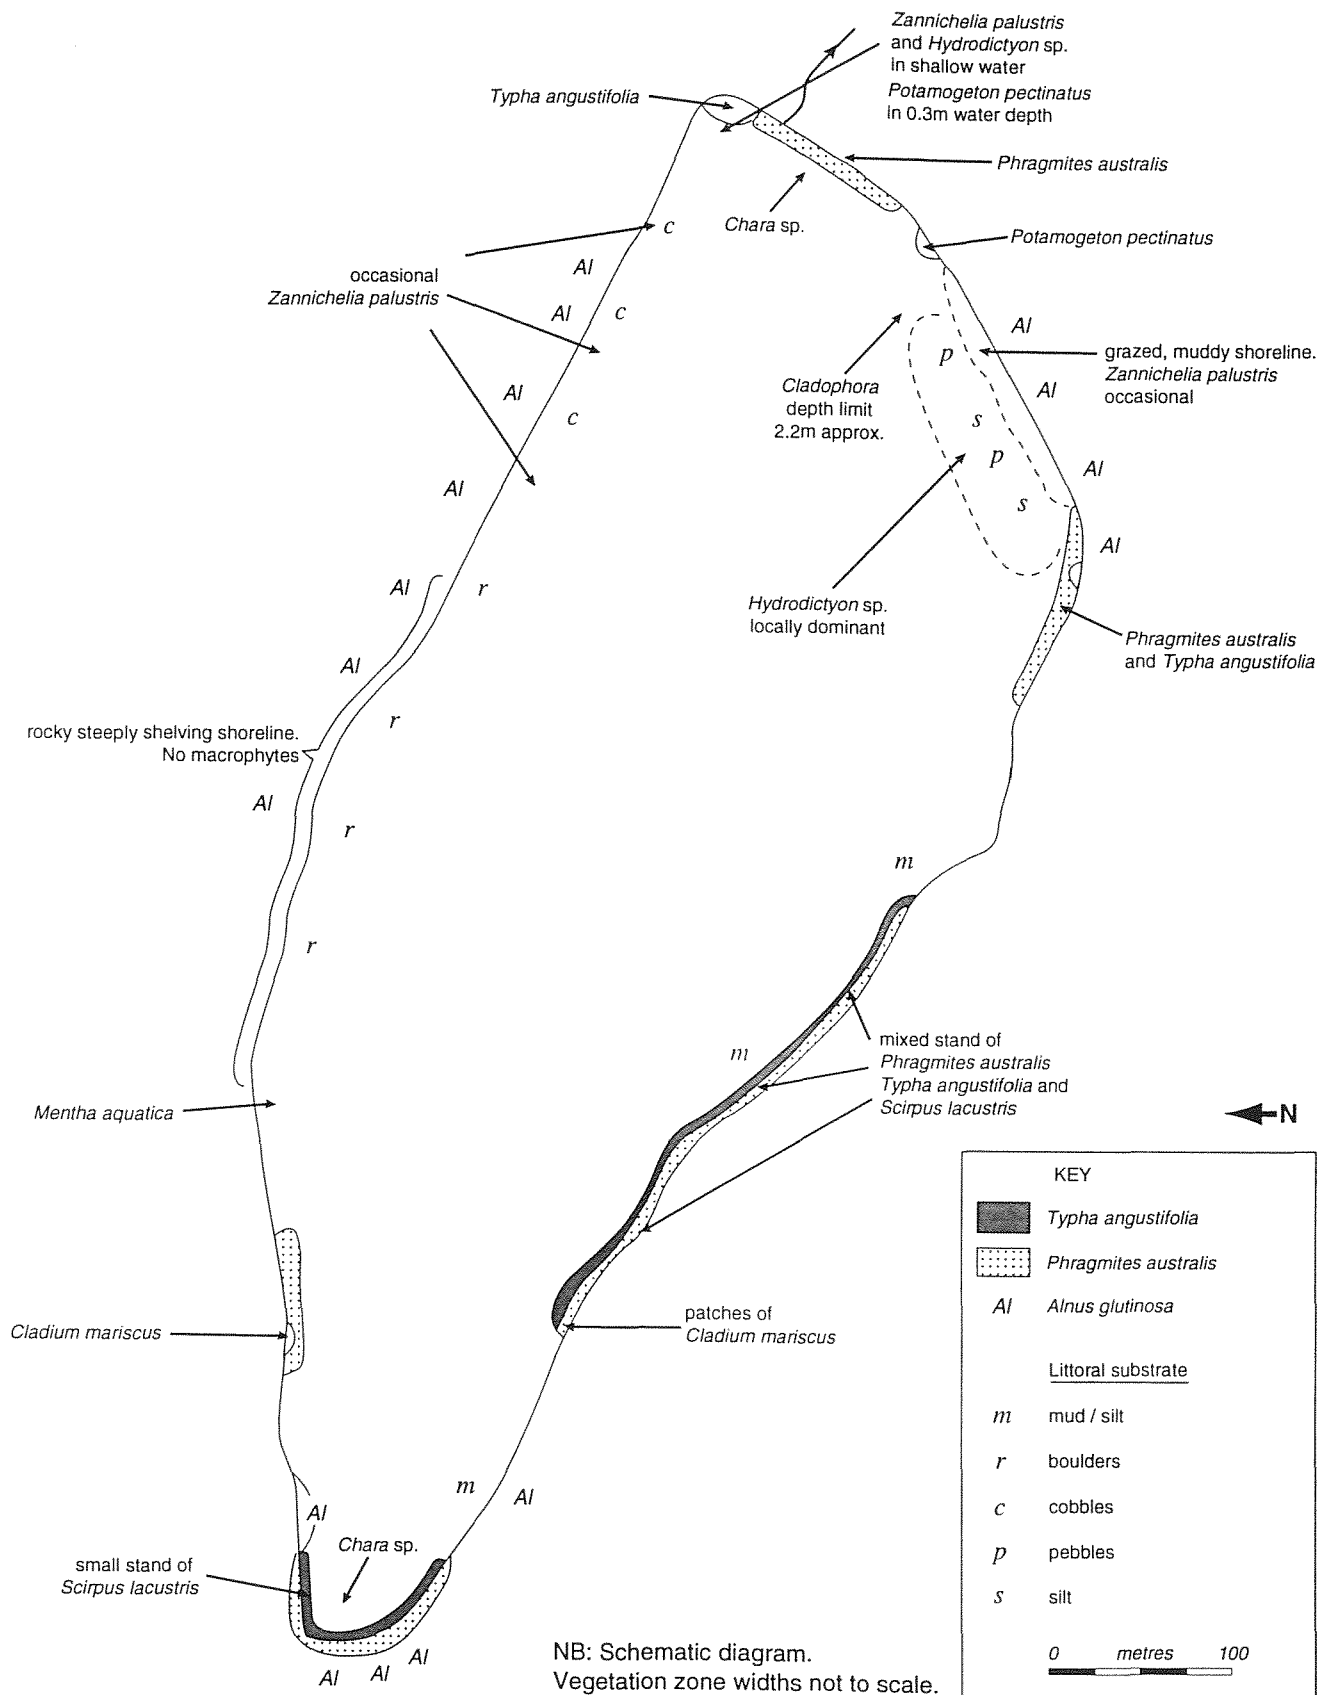 Zannichelia palustris
and Hydrodictyon sp.
in shallow water
Potamogeton pectinatus
in 0.3m water depth
Typha angustifolia
Phragmites australis
Chara sp.
Potamogeton pectinatus
c
occasional
Zannichelia palustris
Al
Al
c
Al
c
Al
Al
Al
grazed, muddy shoreline.
Zannichelia palustris
occasional
p
s
p
s
Cladophora
depth limit
2.2m approx.
Al
Al
Hydrodictyon sp.
locally dominant
Phragmites australis
and Typha angustifolia
Al
r
Al
r
rocky steeply shelving shoreline.
No macrophytes
Al
r
r
m
m
mixed stand of
Phragmites australis
Typha angustifolia and
Scirpus lacustris
Mentha aquatica
N
Cladium mariscus
patches of
Cladium mariscus
m
Al
Al
Chara sp.
small stand of
Scirpus lacustris
Al
Al
Al
KEY
Typha angustifolia
Phragmites australis
Al Alnus glutinosa
Littoral substrate
m mud / silt
r boulders
c cobbles
p pebbles
s silt
0 metres 100
NB: Schematic diagram.
Vegetation zone widths not to scale.